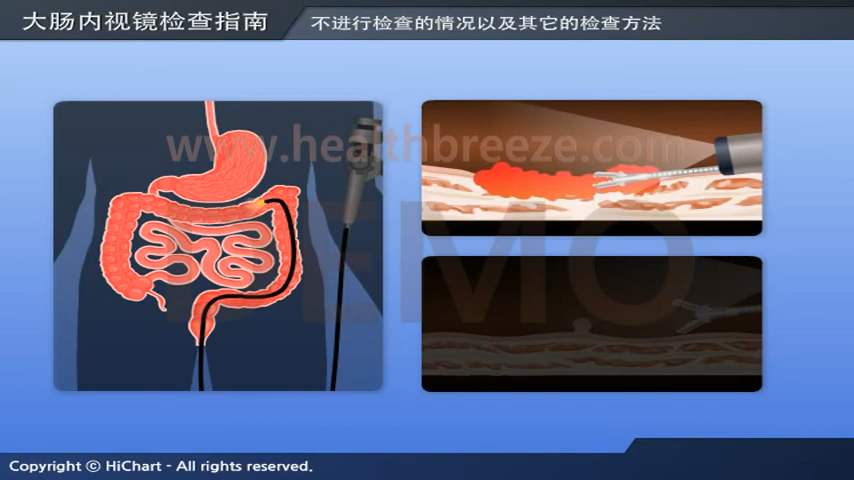 大肠内视镜检查指南
不进行检查的情况以及其它的检查方法
www.healthbreeze.com
DEMO
Copyright ⓒ HiChart - All rights reserved.